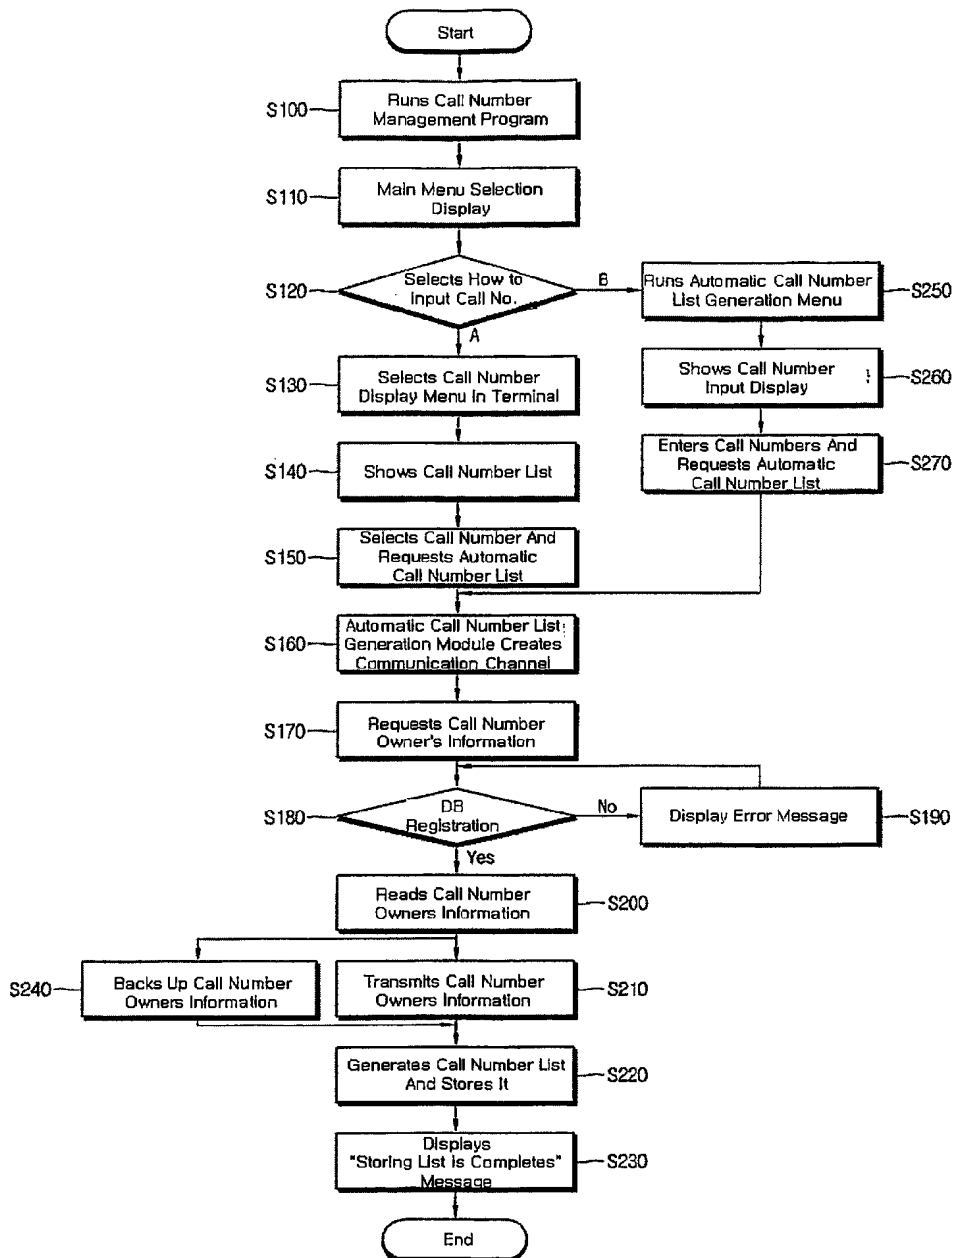 Start
S100
Runs Call Number
Management Program
S110
Main Menu Selection
Display
S120
Selects How to
Input Call No.
B
A
Runs Automatic Call Number
List Generation Menu
S250
S130
Selects Call Number
Display Menu In Terminal
Shows Call Number
Input Display
S260
S140
Shows Call Number List
Enters Call Numbers And
Requests Automatic
Call Number List
S270
S150
Selects Call Number And
Requests Automatic
Call Number List
S160
Automatic Call Number List
Generation Module Creates
Communication Channel
S170
Requests Call Number
Owner's Information
S180
DB
Registration
No
Yes
Display Error Message
S190
Reads Call Number
Owners Information
S200
S240
Backs Up Call Number
Owners Information
Transmits Call Number
Owners Information
S210
Generates Call Number List
And Stores It
S220
Displays
"Storing List is Completes"
Message
S230
End